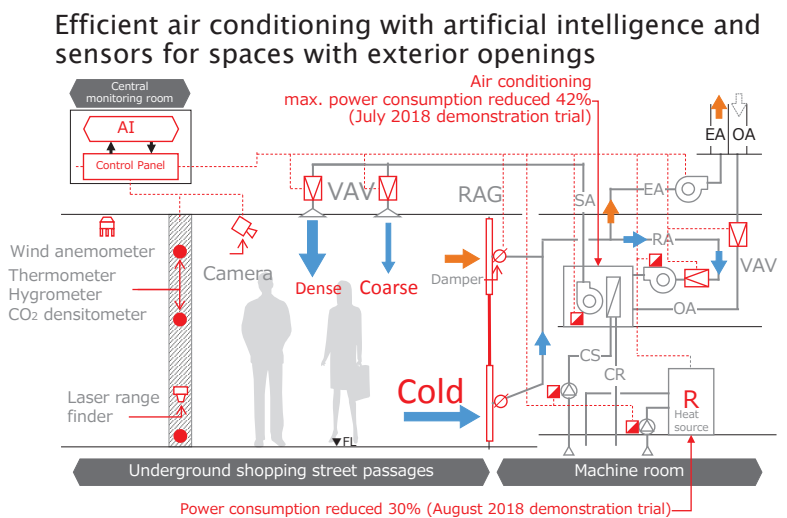 Efficient air conditioning with artificial intelligence and
sensors for spaces with exterior openings
Central
monitoring room
AI
Control Panel
Air conditioning
max. power consumption reduced 42%
(July 2018 demonstration trial)
EA OA
VAV
RAG
SA
EA
RA
VAV
OA
Wind anemometer
Thermometer
Hygrometer
CO2 densitometer
Camera
Dense
Coarse
Damper
CS
CR
Laser range
finder
Cold
R
Heat
source
▼FL
Underground shopping street passages
Machine room
Power consumption reduced 30% (August 2018 demonstration trial)